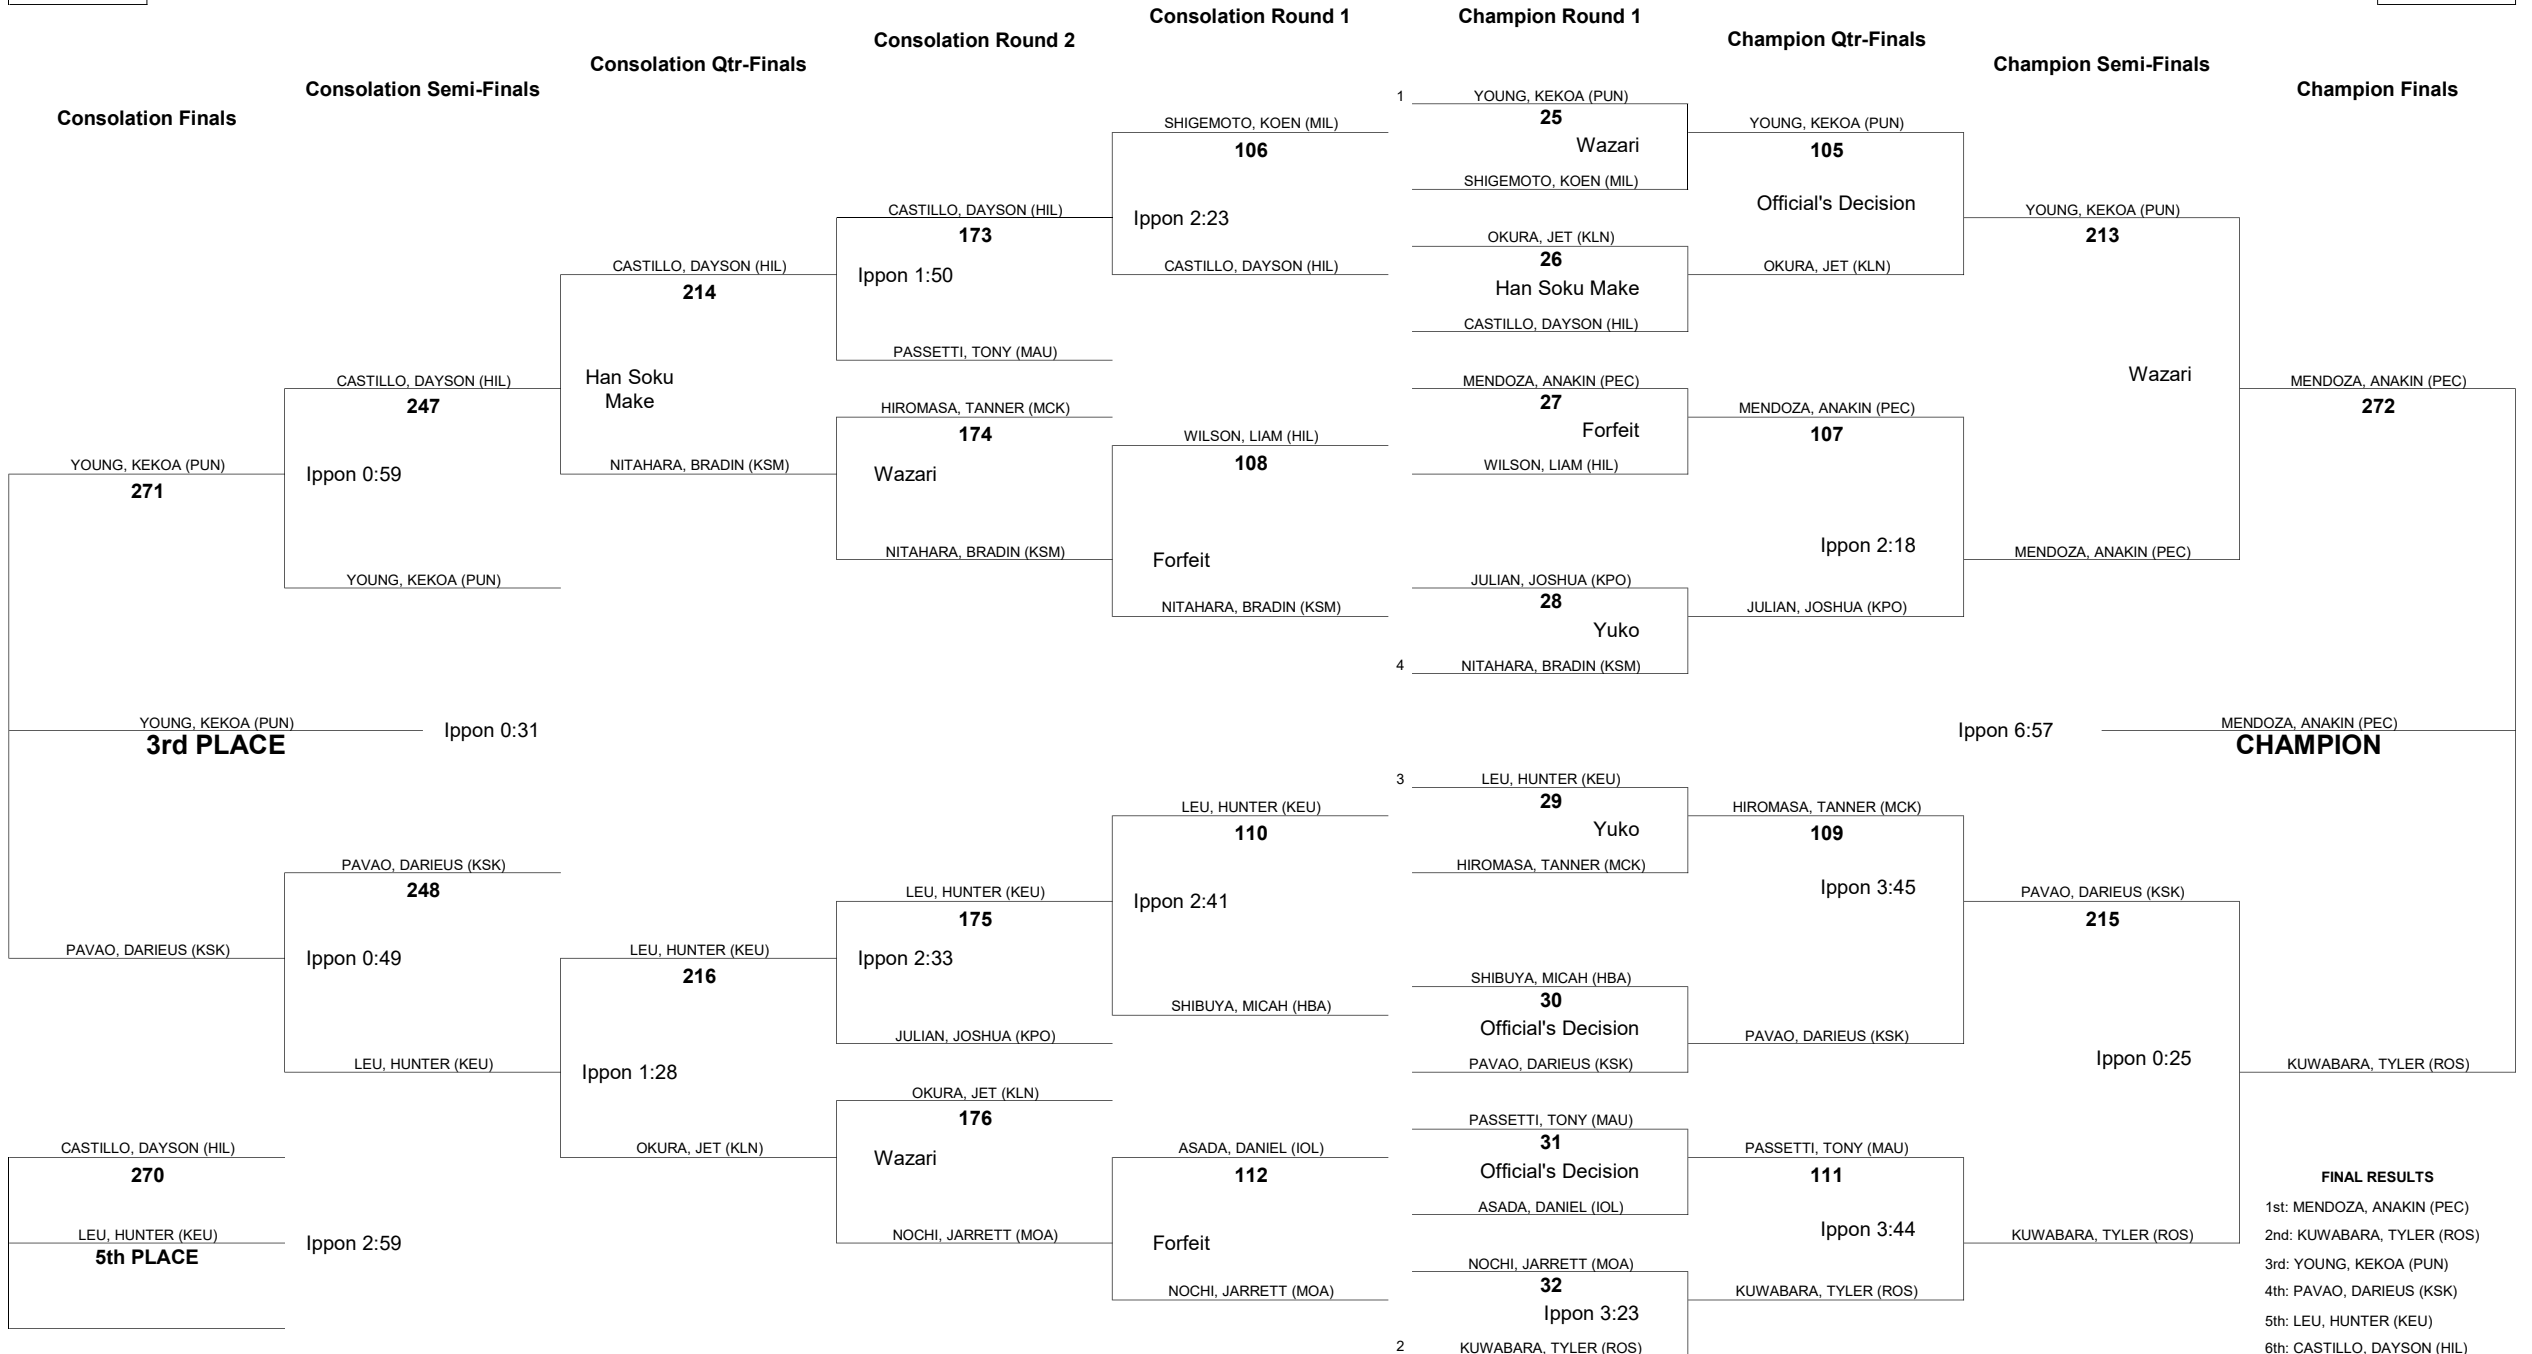 Consolation Round 1
Champion Round 1
Consolation Round 2
Champion Qtr-Finals
Consolation Qtr-Finals
Champion Semi-Finals
Consolation Semi-Finals
Champion Finals
Consolation Finals
YOUNG, KEKOA (PUN)
271
PAVAO, DARIEUS (KSK)
YOUNG, KEKOA (PUN)
3rd PLACE
Ippon 0:31
CASTILLO, DAYSON (HIL)
270
LEU, HUNTER (KEU)
5th PLACE
Ippon 2:59
CASTILLO, DAYSON (HIL)
247
Ippon 0:59
YOUNG, KEKOA (PUN)
PAVAO, DARIEUS (KSK)
248
Ippon 0:49
LEU, HUNTER (KEU)
CASTILLO, DAYSON (HIL)
214
Han Soku
Make
NITAHARA, BRADIN (KSM)
LEU, HUNTER (KEU)
216
Ippon 1:28
OKURA, JET (KLN)
CASTILLO, DAYSON (HIL)
173
Ippon 1:50
PASSETTI, TONY (MAU)
HIROMASA, TANNER (MCK)
174
Wazari
NITAHARA, BRADIN (KSM)
LEU, HUNTER (KEU)
175
Ippon 2:33
JULIAN, JOSHUA (KPO)
OKURA, JET (KLN)
176
Wazari
NOCHI, JARRETT (MOA)
SHIGEMOTO, KOEN (MIL)
106
Ippon 2:23
CASTILLO, DAYSON (HIL)
WILSON, LIAM (HIL)
108
Forfeit
NITAHARA, BRADIN (KSM)
LEU, HUNTER (KEU)
110
Ippon 2:41
SHIBUYA, MICAH (HBA)
ASADA, DANIEL (IOL)
112
Forfeit
NOCHI, JARRETT (MOA)
1
YOUNG, KEKOA (PUN)
25
Wazari
SHIGEMOTO, KOEN (MIL)
OKURA, JET (KLN)
26
Han Soku Make
CASTILLO, DAYSON (HIL)
MENDOZA, ANAKIN (PEC)
27
Forfeit
WILSON, LIAM (HIL)
JULIAN, JOSHUA (KPO)
28
Yuko
4
NITAHARA, BRADIN (KSM)
3
LEU, HUNTER (KEU)
29
Yuko
HIROMASA, TANNER (MCK)
SHIBUYA, MICAH (HBA)
30
Official's Decision
PAVAO, DARIEUS (KSK)
PASSETTI, TONY (MAU)
31
Official's Decision
ASADA, DANIEL (IOL)
NOCHI, JARRETT (MOA)
32
Ippon 3:23
2
KUWABARA, TYLER (ROS)
YOUNG, KEKOA (PUN)
105
Official's Decision
OKURA, JET (KLN)
MENDOZA, ANAKIN (PEC)
107
Ippon 2:18
JULIAN, JOSHUA (KPO)
HIROMASA, TANNER (MCK)
109
Ippon 3:45
PAVAO, DARIEUS (KSK)
PASSETTI, TONY (MAU)
111
Ippon 3:44
KUWABARA, TYLER (ROS)
YOUNG, KEKOA (PUN)
213
Wazari
MENDOZA, ANAKIN (PEC)
PAVAO, DARIEUS (KSK)
215
Ippon 0:25
KUWABARA, TYLER (ROS)
MENDOZA, ANAKIN (PEC)
272
Ippon 6:57
MENDOZA, ANAKIN (PEC)
CHAMPION
KUWABARA, TYLER (ROS)
FINAL RESULTS
1st: MENDOZA, ANAKIN (PEC)
2nd: KUWABARA, TYLER (ROS)
3rd: YOUNG, KEKOA (PUN)
4th: PAVAO, DARIEUS (KSK)
5th: LEU, HUNTER (KEU)
6th: CASTILLO, DAYSON (HIL)